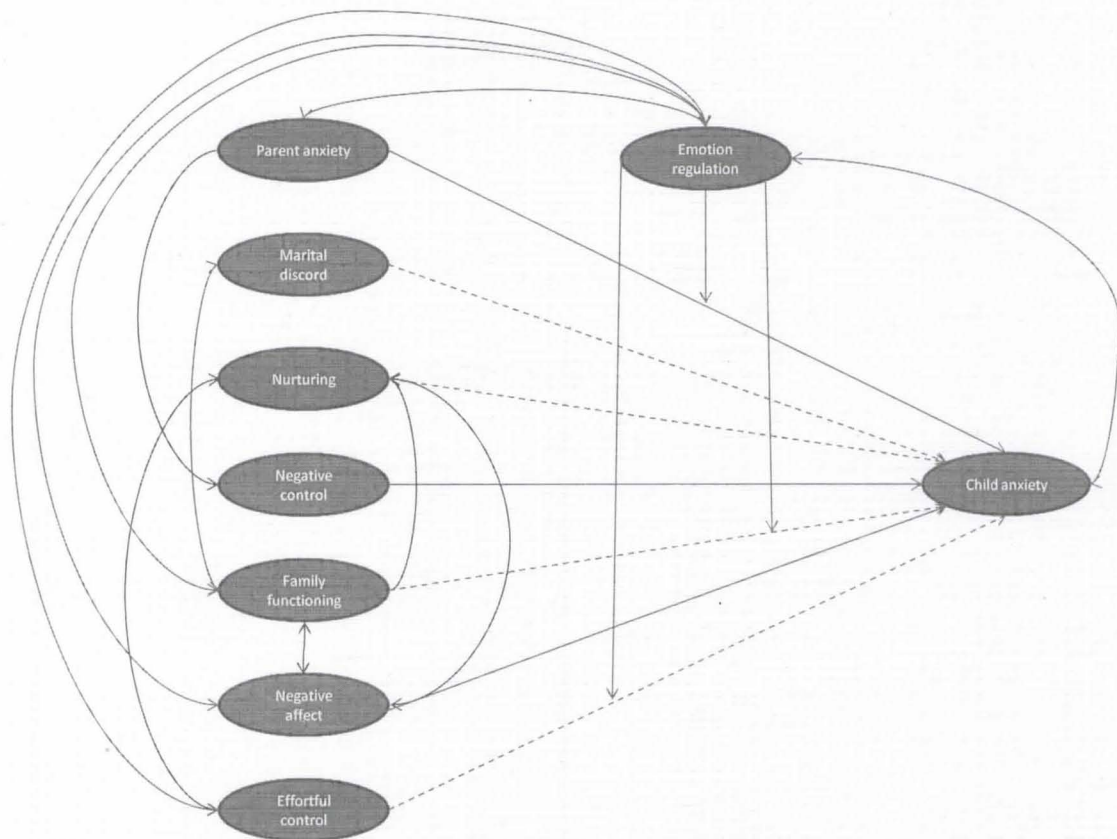 Parent anxiety
Emotion
regulation
Marital
discord
Nurturing
Negative
control
Child anxiety
Family
functioning
Negative
affect
Effortful
control